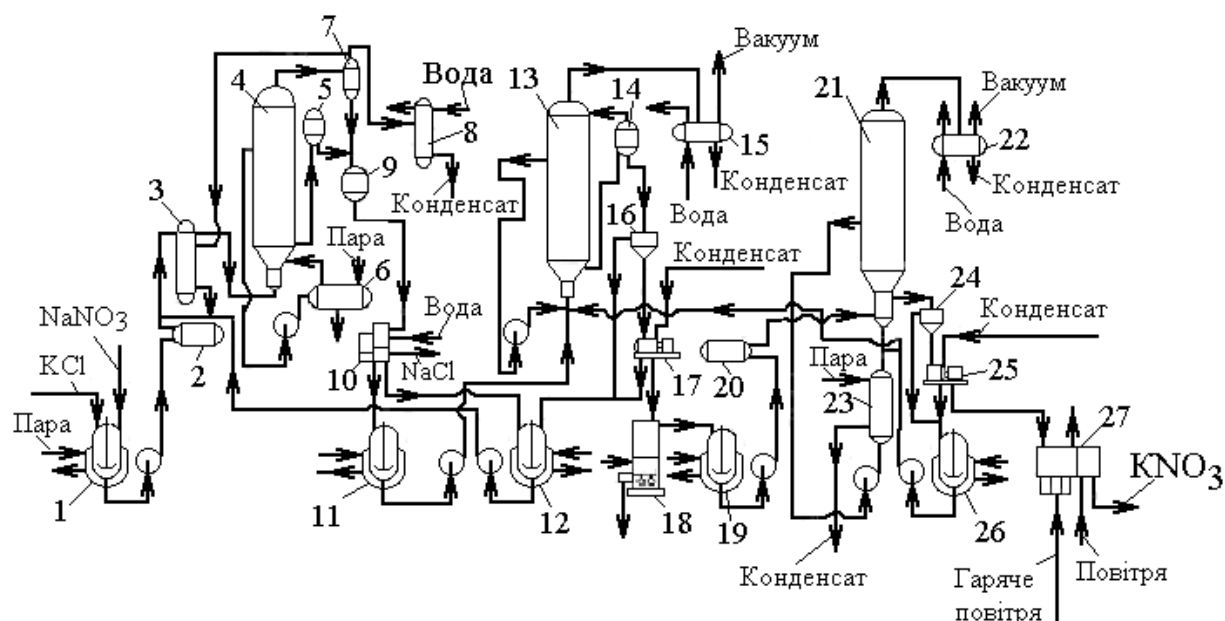 7
Вода
Вакуум
4
5
13
14
21
Вакуум
8
15
22
9
Конденсат
Конденсат
Конденсат
3
Вода
Вода
Пара
16
Конденсат
6
24
NaNO3
Вода
Конденсат
KCl
NaCl
Пара
10
17
20
25
2
23
27
Пара
KNO3
1
11
12
18
19
26
Конденсат
Гаряче
повітря
Повітря